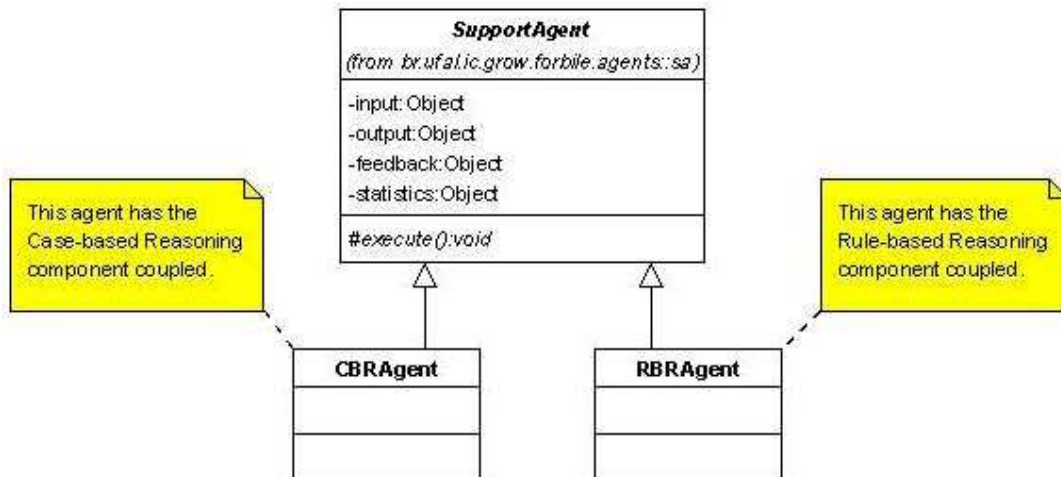 SupportAgent
(from br.ufal.ic.grow.forbile.agents::sa)
-input:Object
-output:Object
-feedback:Object
-statistics:Object
#execute():void
This agent has the
Case-based Reasoning
component coupled.
This agent has the
Rule-based Reasoning
component coupled.
CBRAgent
RBRAgent